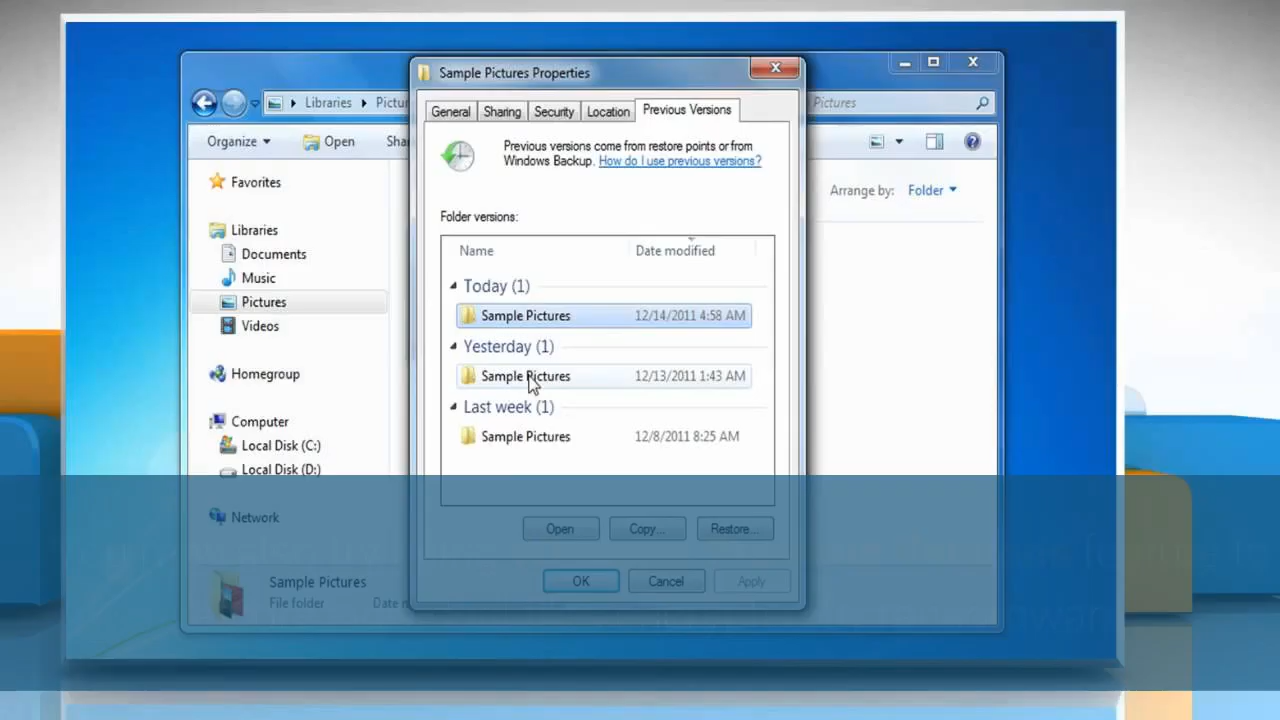 Sample Pictures Properties
Libraries Pictur
Pictures
General Sharing Security Location Previous Versions
Organize Open Shar
Previous versions come from restore points or from
Windows Backup. How do I use previous versions?
Arrange by: Folder
Favorites
Libraries
Documents
Music
Pictures
Videos
Homegroup
Computer
Local Disk (C:)
Local Disk (D:)
Network
Folder versions:
Name Date modified
Today (1)
Sample Pictures 12/14/2011 4:58 AM
Yesterday (1)
Sample Pictures 12/13/2011 1:43 AM
Last week (1)
Sample Pictures 12/8/2011 8:25 AM
Open Copy... Restore...
OK Cancel Apply
Sample Pictures
File folder Date m